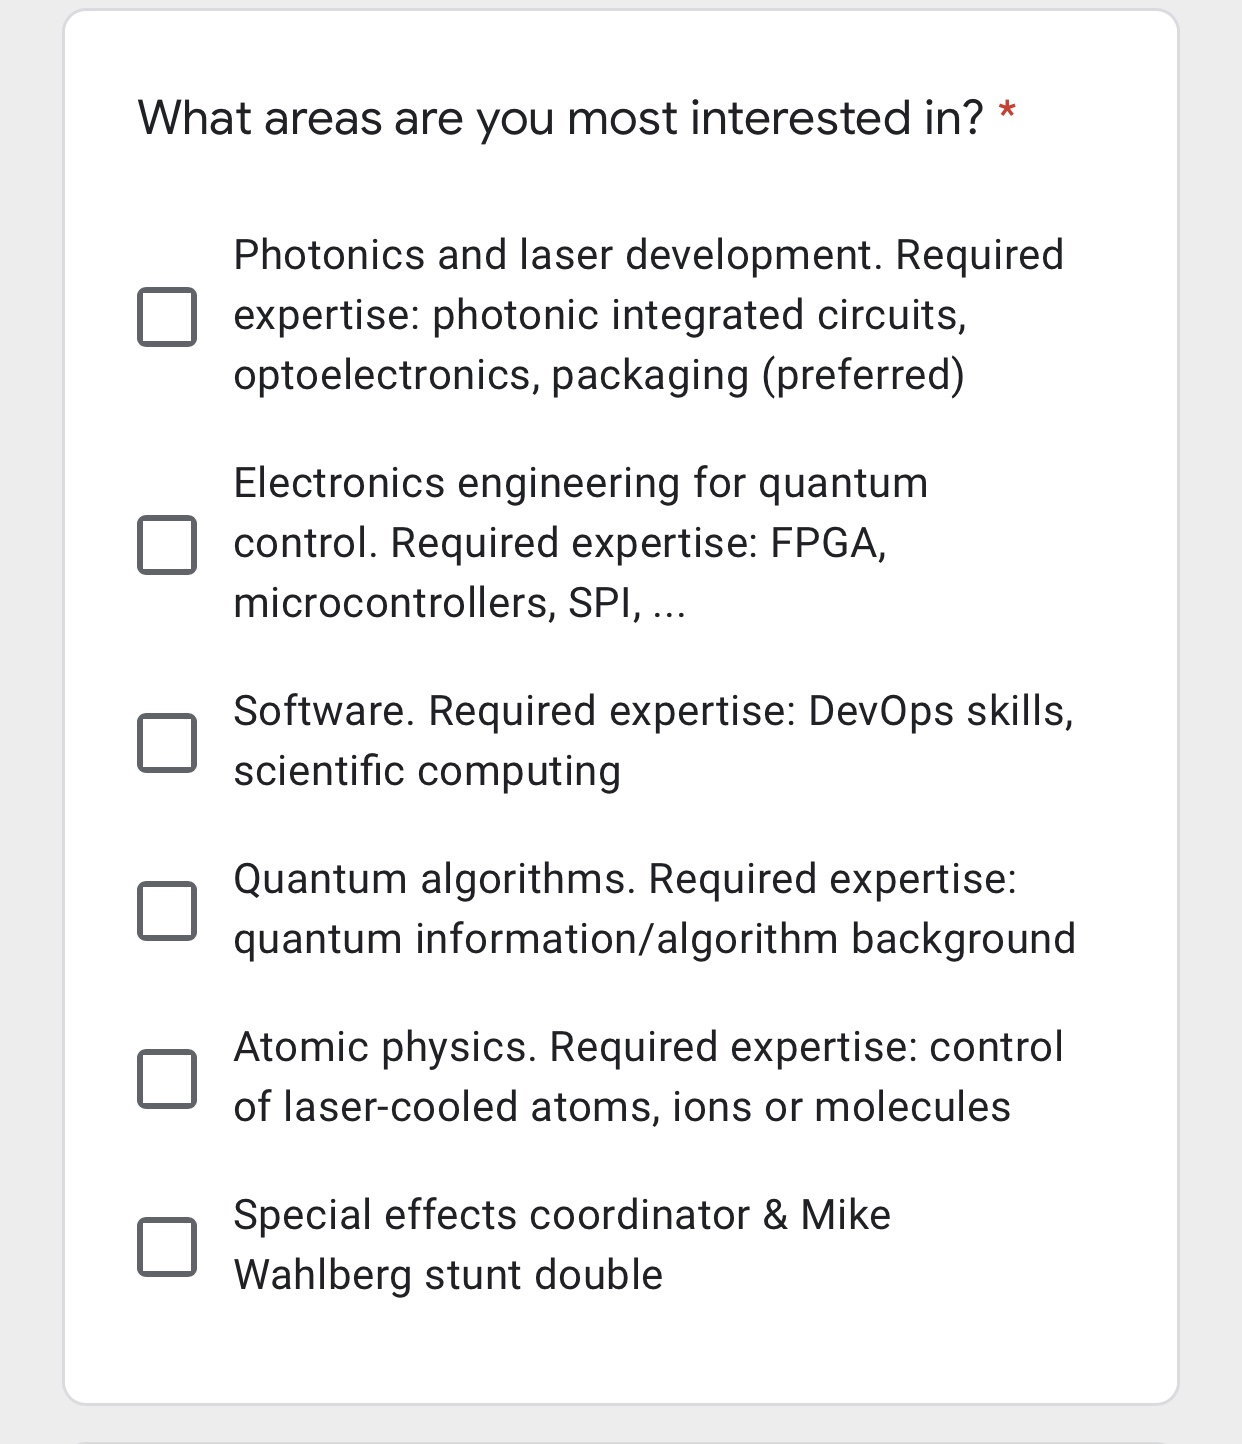 What areas are you most interested in? *
Photonics and laser development. Required
expertise: photonic integrated circuits,
optoelectronics, packaging (preferred)
Electronics engineering for quantum
control. Required expertise: FPGA,
microcontrollers, SPI, ...
Software. Required expertise: DevOps skills,
scientific computing
Quantum algorithms. Required expertise:
quantum information/algorithm background
Atomic physics. Required expertise: control
of laser-cooled atoms, ions or molecules
Special effects coordinator & Mike
Wahlberg stunt double